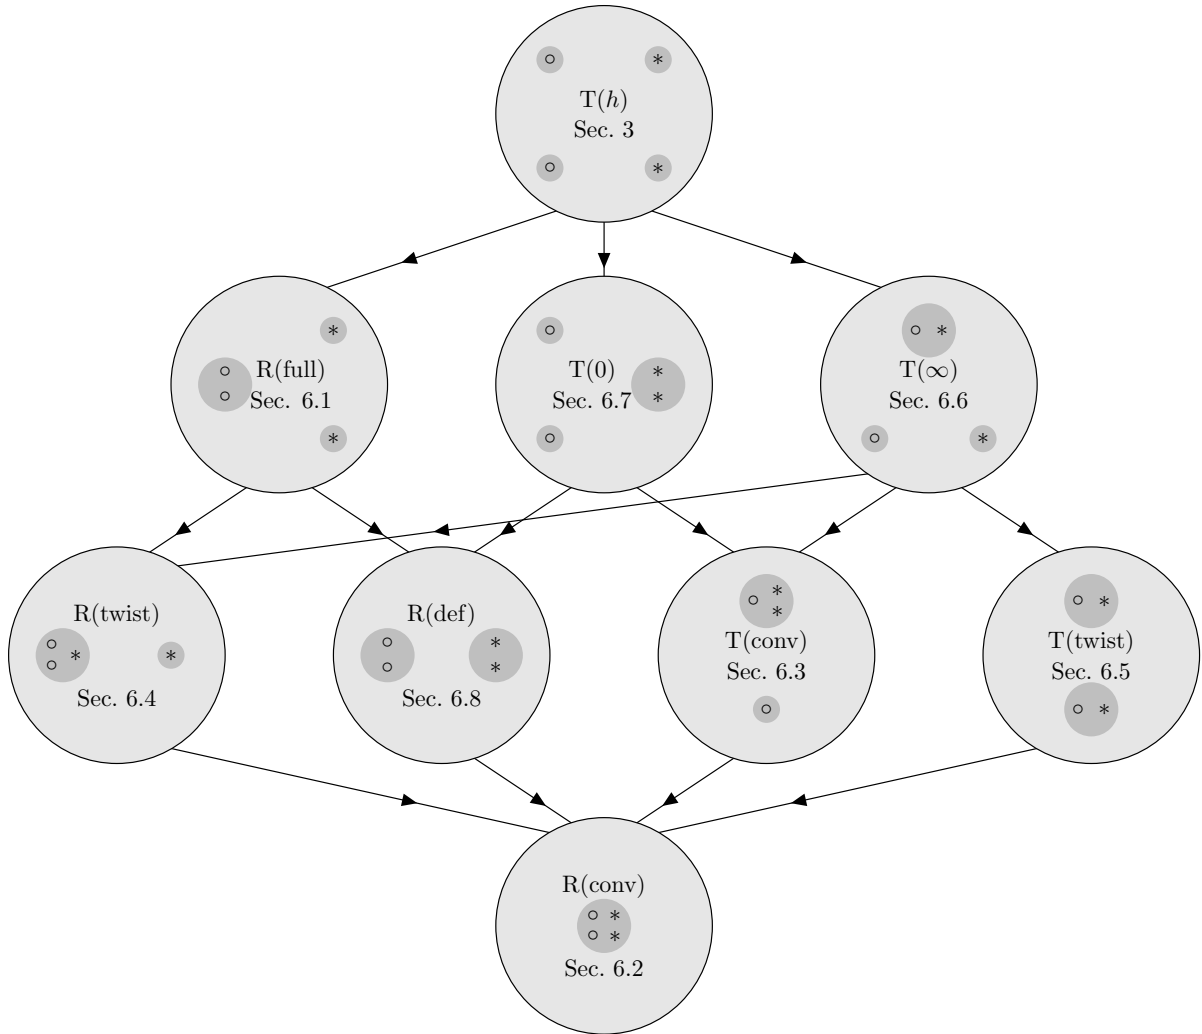 ∘ *
T(h)
Sec. 3
∘ *
*
∘
R(full)
∘
Sec. 6.1
*
∘
T(0)
*
Sec. 6.7
*
∘
∘ *
T(∞)
Sec. 6.6
∘ *
R(twist)
∘
∘ * *
Sec. 6.4
R(def)
∘ *
∘ *
Sec. 6.8
∘ *
*
T(conv)
Sec. 6.3
∘
∘ *
T(twist)
Sec. 6.5
∘ *
R(conv)
∘ *
∘ *
Sec. 6.2